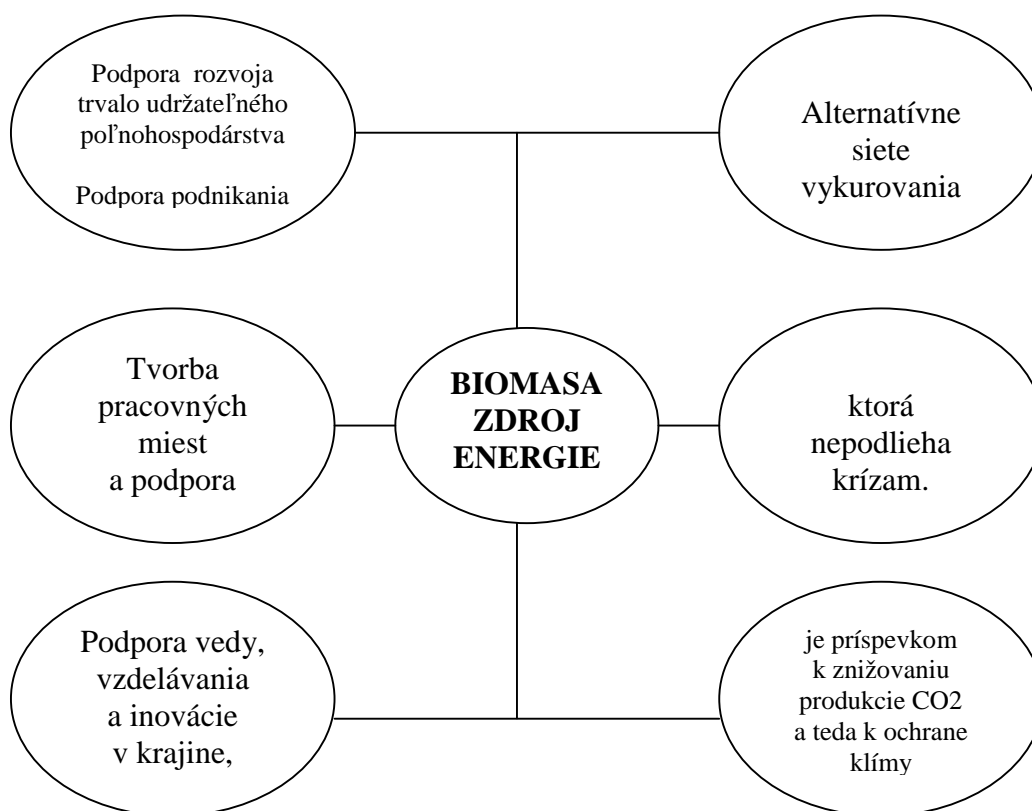 Podpora rozvoja
trvalo udržateľného
poľnohospodárstva
Podpora podnikania
Alternatívne
siete
vykurovania
Tvorba
pracovných
miest
a podpora
BIOMASA
ZDROJ
ENERGIE
ktorá
nepodlieha
krízam.
Podpora vedy,
vzdelávania
a inovácie
v krajine,
je príspevkom
k znižovaniu
produkcie CO2
a teda k ochrane
klímy